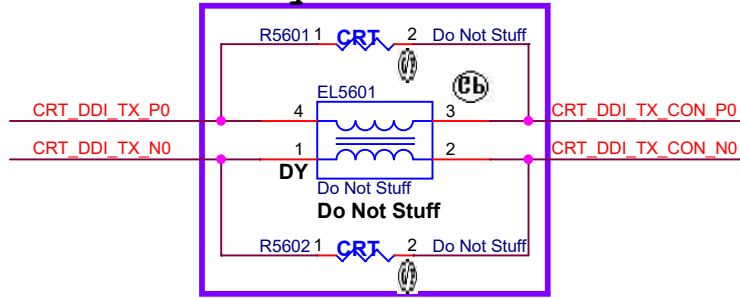 R5601 1 CRT 2 Do Not Stuff
EL5601
CRT_DDI_TX_P0 4 3 CRT_DDI_TX_CON_P0
CRT_DDI_TX_N0 1 2 CRT_DDI_TX_CON_N0
DY
Do Not Stuff
Do Not Stuff
R5602 1 CRT 2 Do Not Stuff